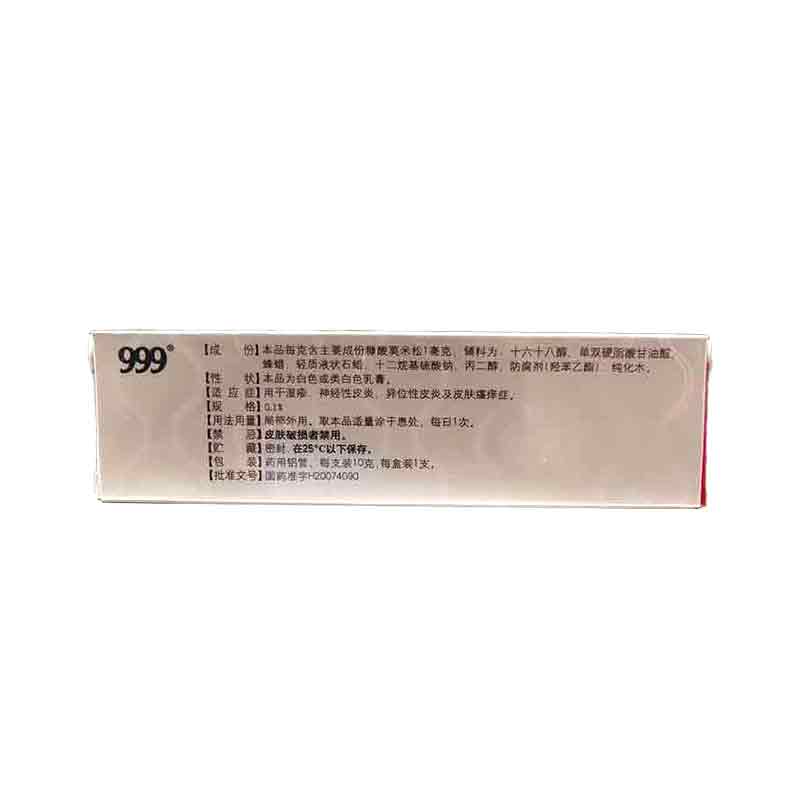 999®
【成 份】本品每克含主要成份糠酸莫米松1毫克，辅料为：十六十八醇、单双硬脂酸甘油酯、
蜂蜡、轻质液状石蜡、十二烷基硫酸钠、丙二醇、防腐剂(羟苯乙酯)、纯化水。
【性 状】本品为白色或类白色乳膏。
【适 应 症】用于湿疹、神经性皮炎、异位性皮炎及皮肤瘙痒症。
【规 格】0.1%
【用法用量】局部外用。取本品适量涂于患处，每日1次。
【禁 忌】皮肤破损者禁用。
【贮 藏】密封，在25°C以下保存。
【包 装】药用铝管，每支装10克，每盒装1支。
【批准文号】国药准字H20074090